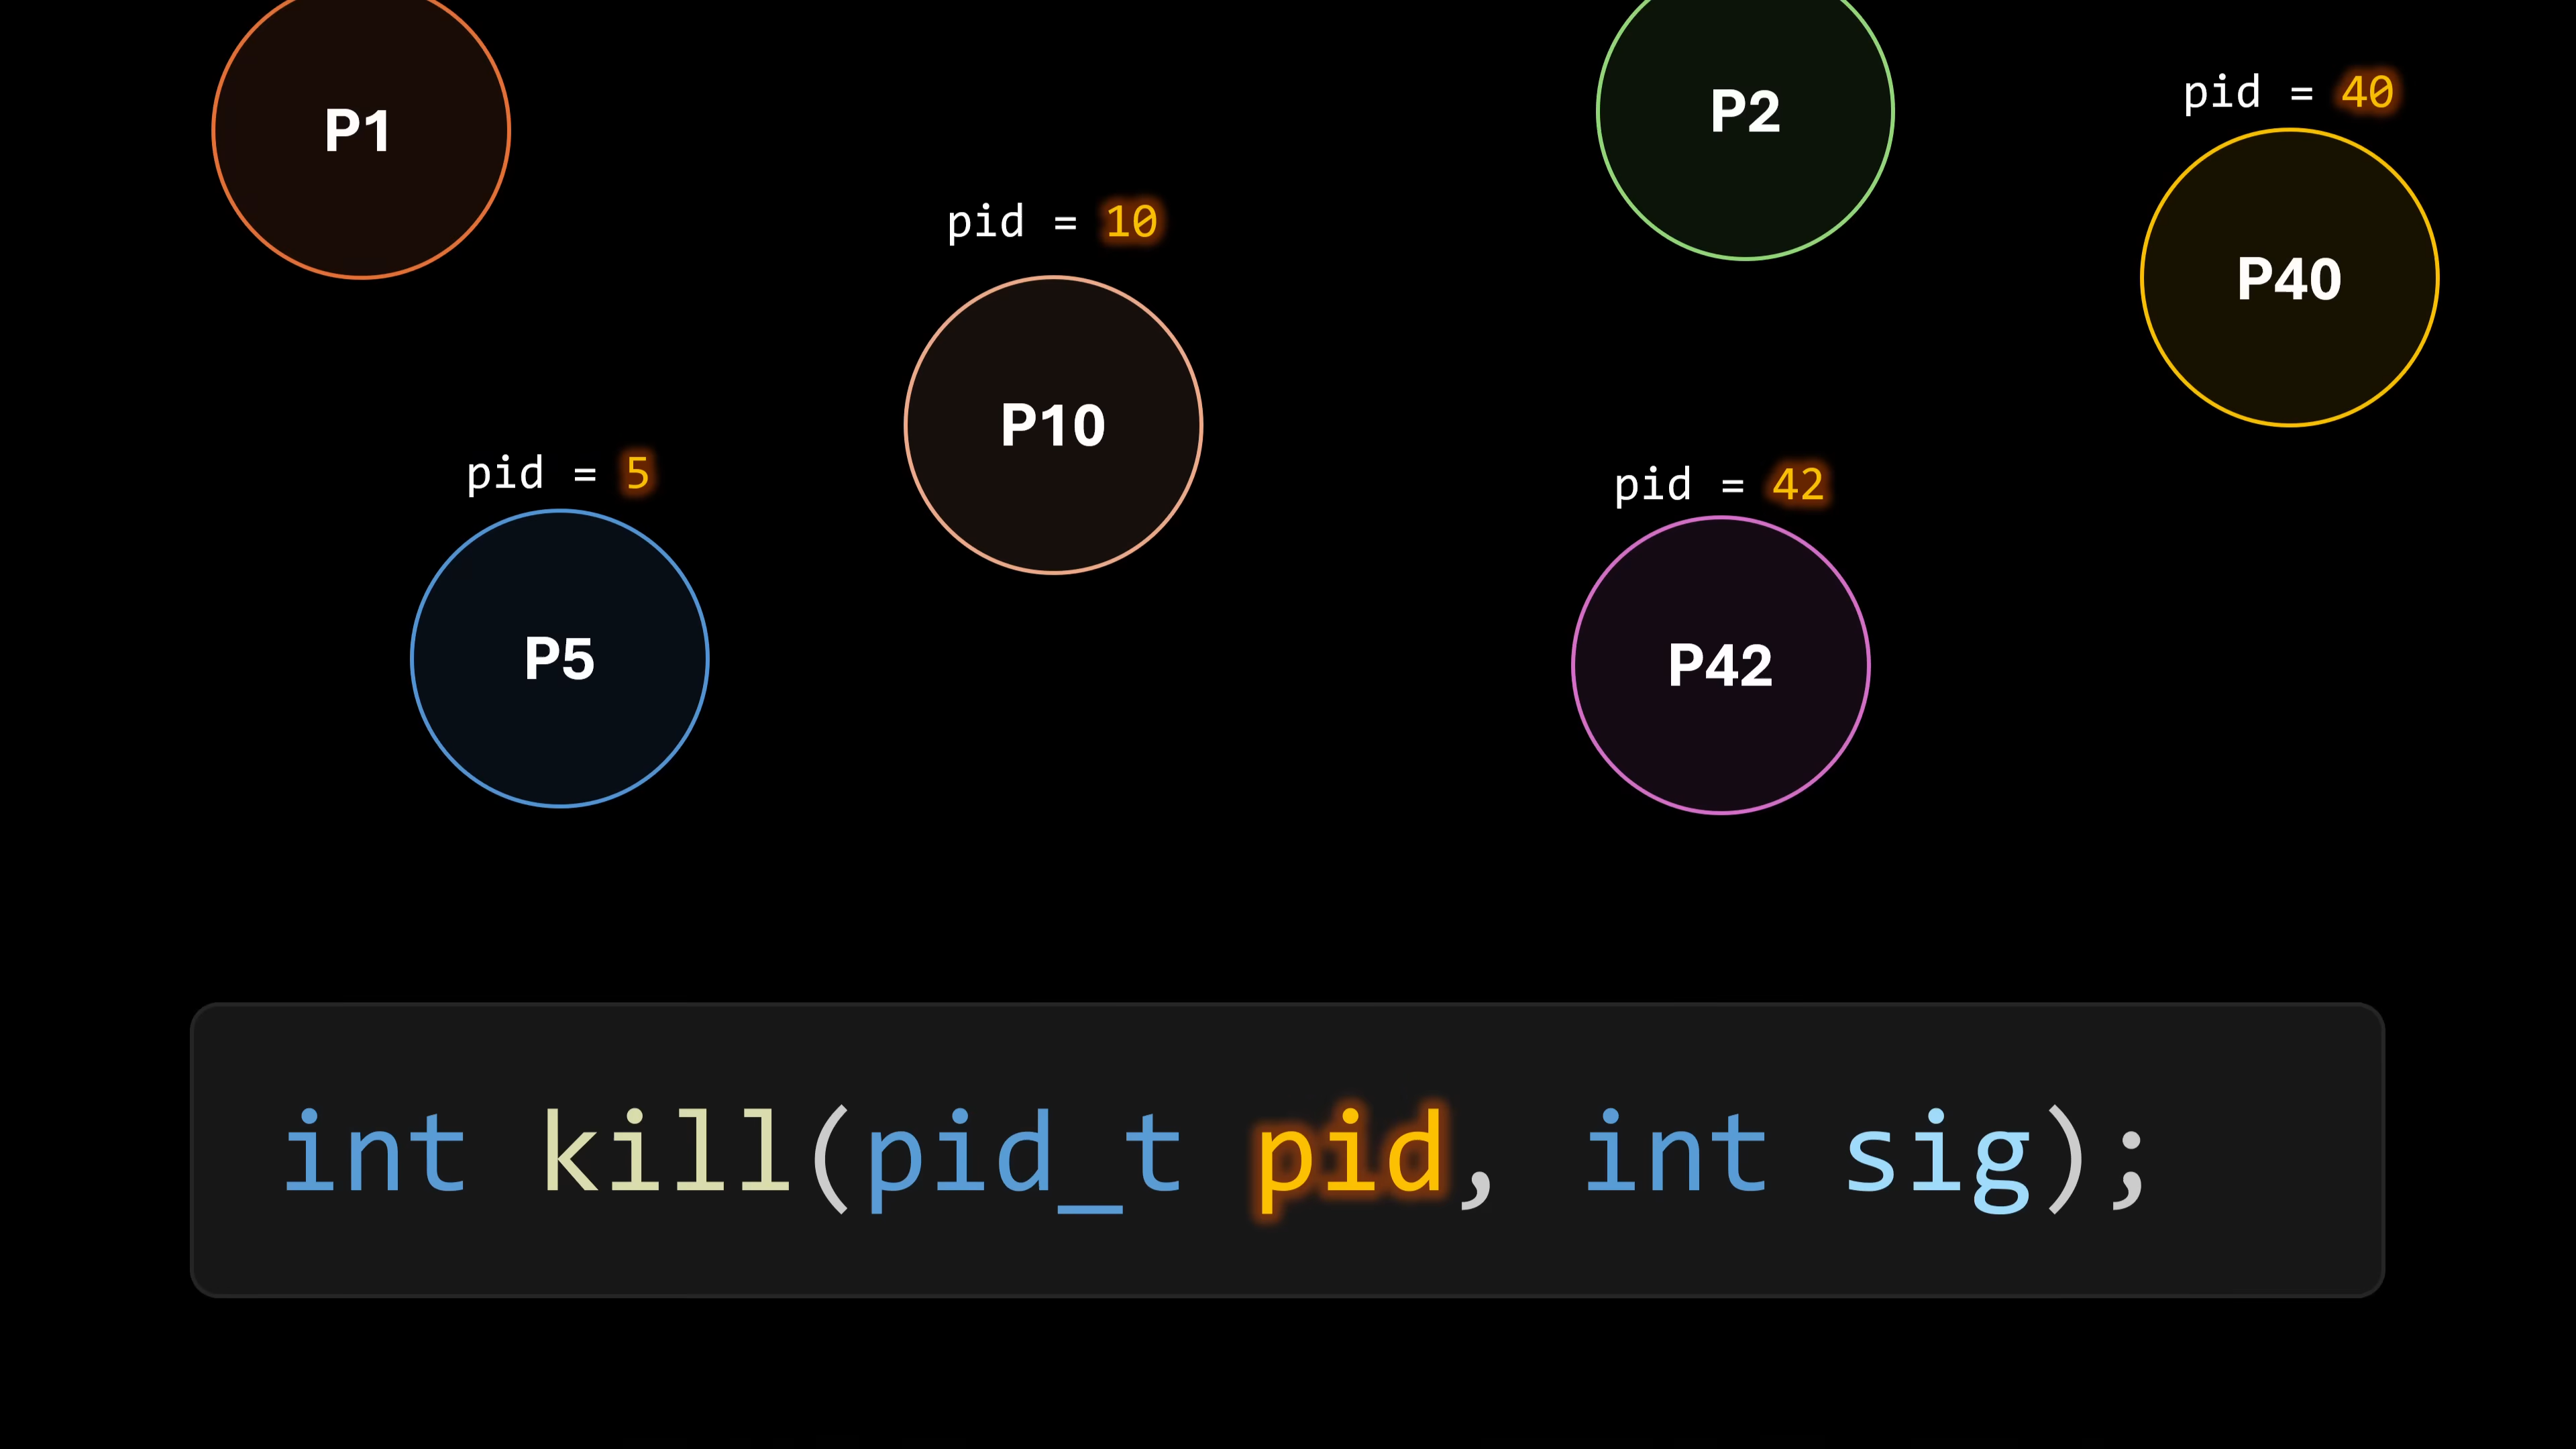 P1
P2
pid = 40
P40
pid = 10
P10
pid = 5
P5
pid = 42
P42
int kill(pid_t pid, int sig);